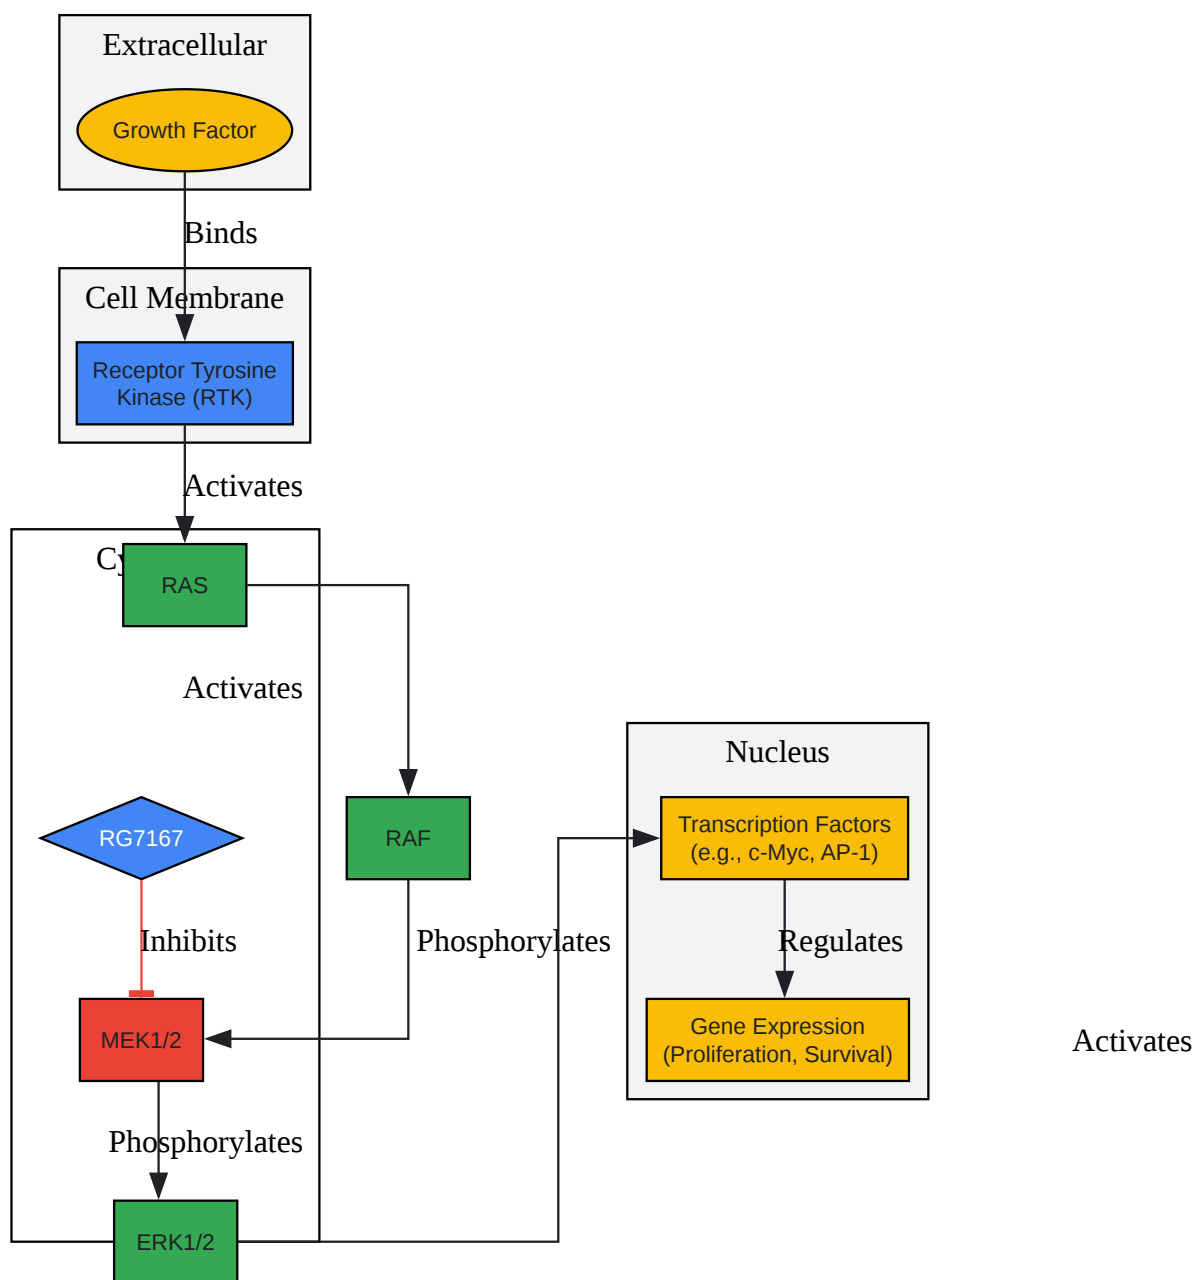 Extracellular
Growth Factor
Binds
Cell Membrane
Receptor Tyrosine
Kinase (RTK)
Activates
RAS
Activates
Nucleus
RG7167
RAF
Transcription Factors
(e.g., c-Myc, AP-1)
Inhibits
Phosphorylates
Regulates
MEK1/2
Gene Expression
(Proliferation, Survival)
Activates
Phosphorylates
ERK1/2